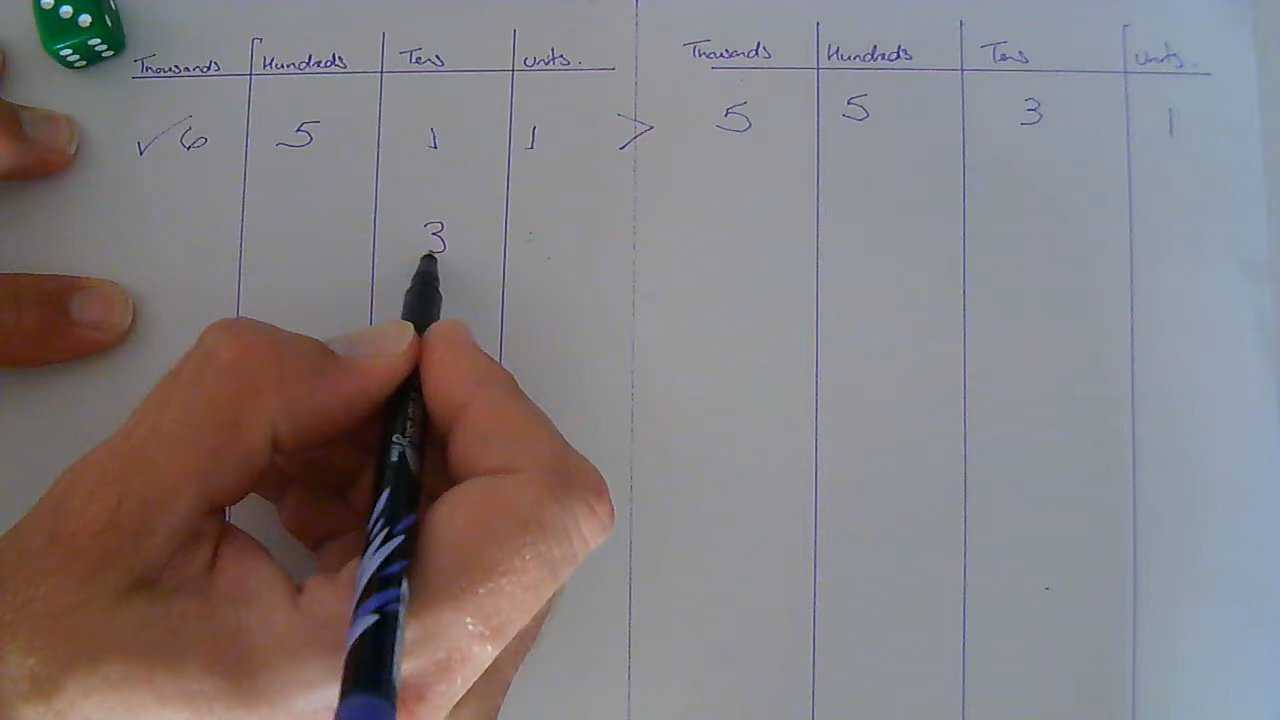 Thousands Hundreds Tens Units. Thousands Hundreds Tens Units.
✓6 5 1 1 > 5 5 3 1
3